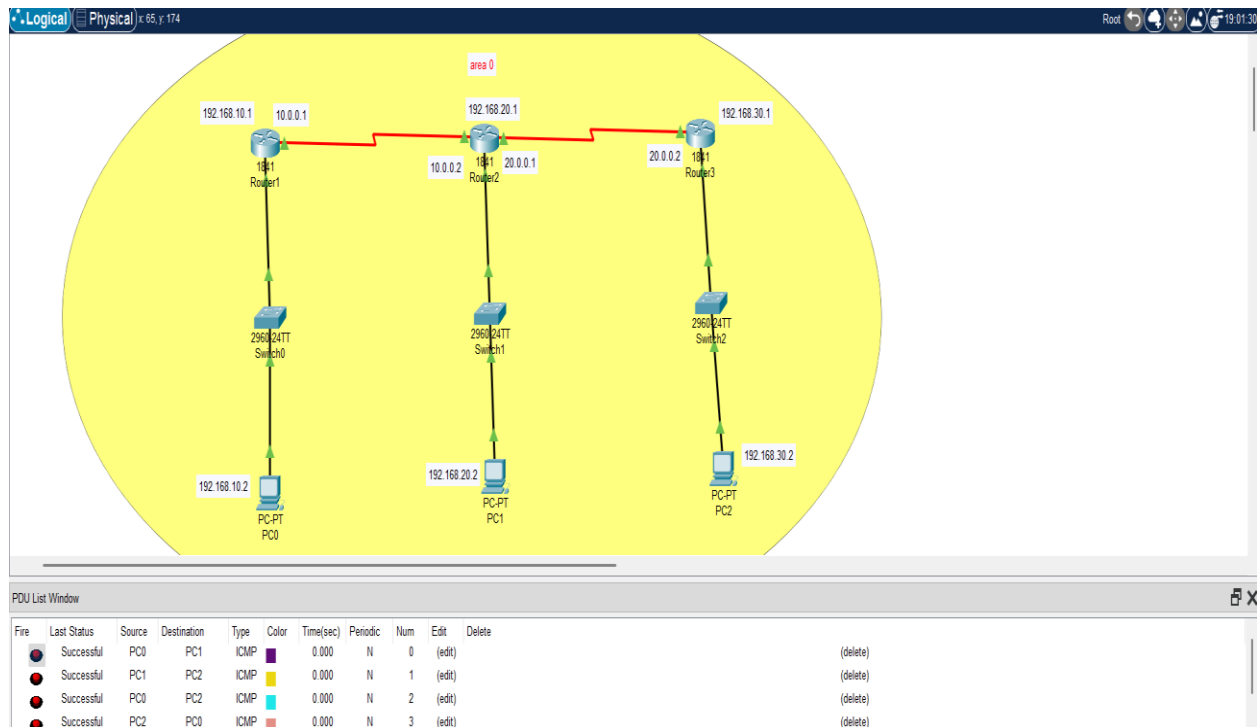 Logical Physical x: 65, y: 174 Root 19:01:30
area 0
192.168.10.1 10.0.0.1 192.168.20.1 192.168.30.1
10.0.0.2 20.0.0.1 20.0.0.2
1841
Router1
1841
Router2
1841
Router3
2960-24TT
Switch0
2960-24TT
Switch1
2960-24TT
Switch2
192.168.10.2 192.168.20.2 192.168.30.2
PC-PT
PC0
PC-PT
PC1
PC-PT
PC2
PDU List Window
Fire Last Status Source Destination Type Color Time(sec) Periodic Num Edit Delete
Successful PC0 PC1 ICMP 0.000 N 0 (edit) (delete)
Successful PC1 PC2 ICMP 0.000 N 1 (edit) (delete)
Successful PC0 PC2 ICMP 0.000 N 2 (edit) (delete)
Successful PC2 PC0 ICMP 0.000 N 3 (edit) (delete)